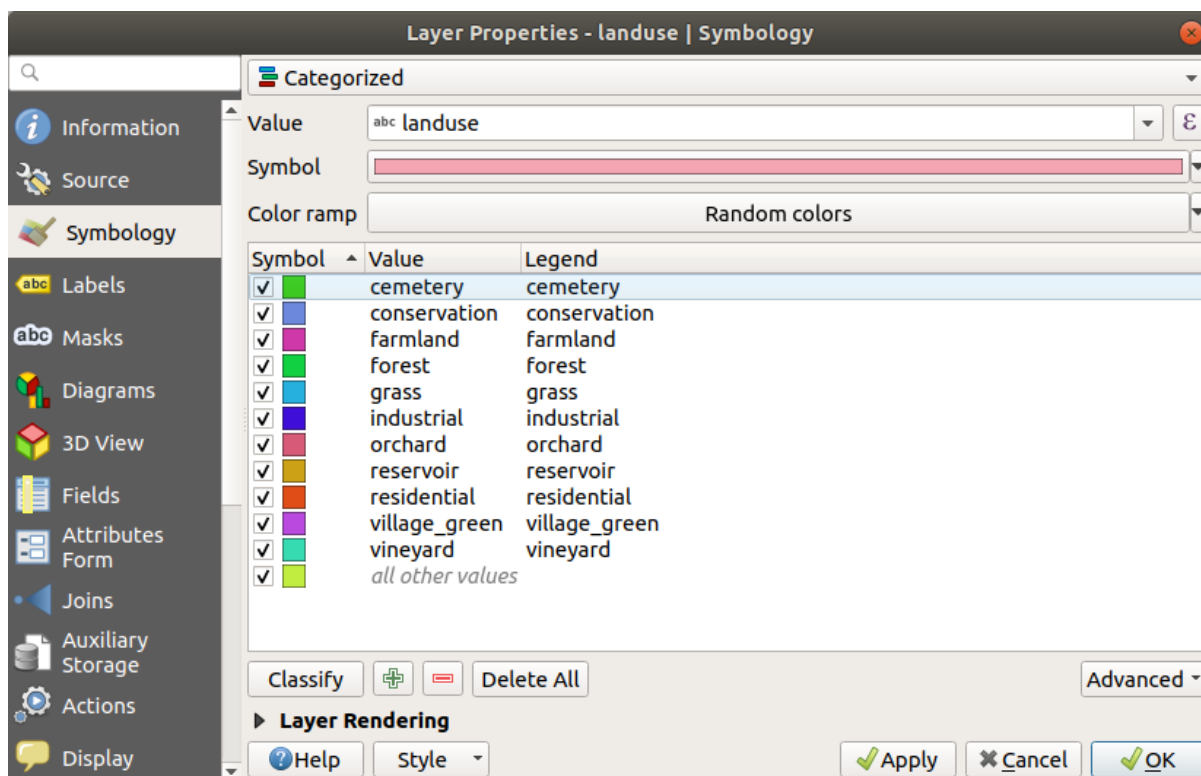 Layer Properties - landuse | Symbology
Categorized
Information
Value abc landuse ε
Symbol
Source
Color ramp Random colors
Symbology
Symbol Value Legend
abc Labels
cemetery cemetery
conservation conservation
abc Masks
farmland farmland
forest forest
Diagrams
grass grass
industrial industrial
3D View
orchard orchard
reservoir reservoir
Fields
residential residential
village_green village_green
Attributes
Form
vineyard vineyard
all other values
Joins
Auxiliary
Storage
Classify Delete All Advanced
Actions
Layer Rendering
Display
Help Style Apply Cancel OK